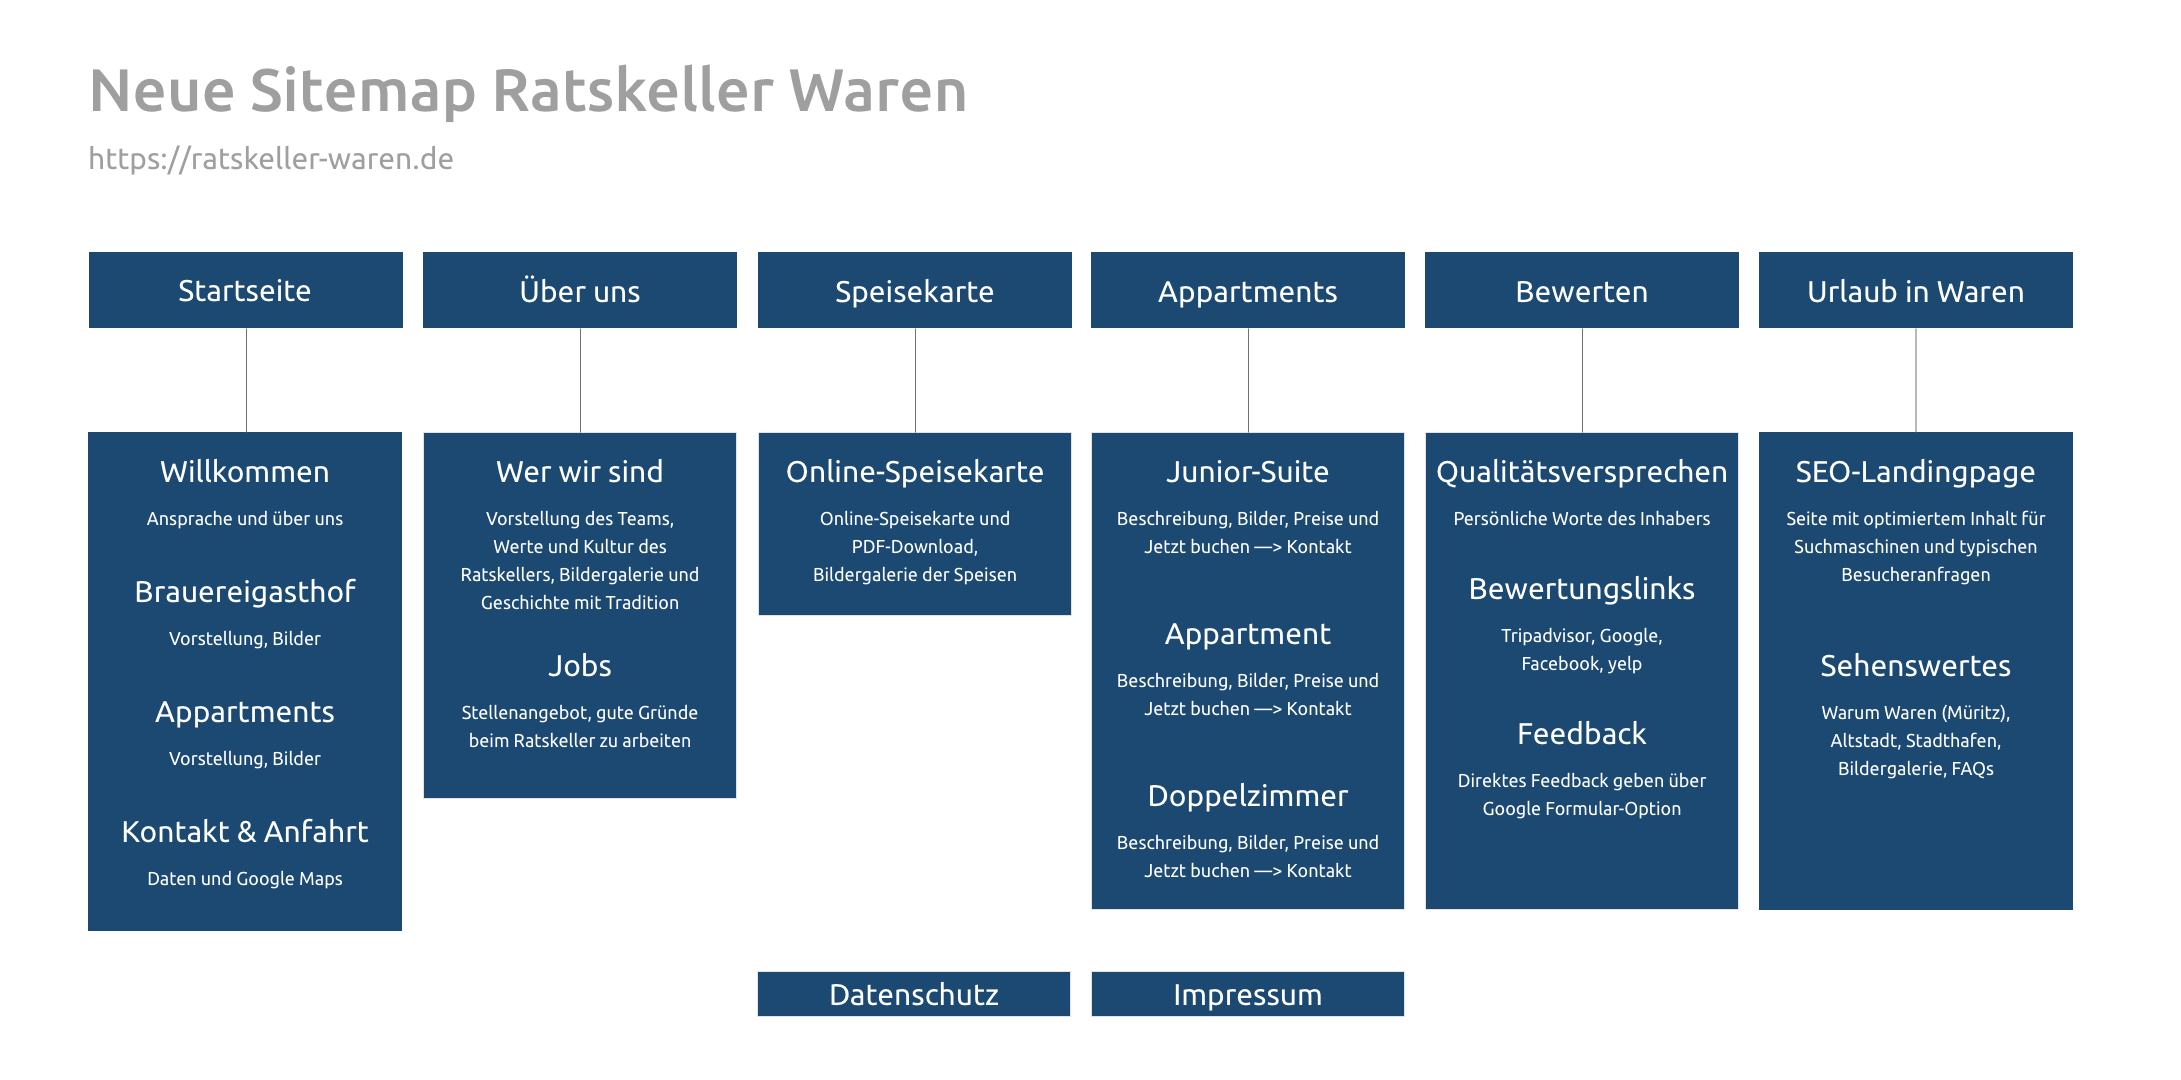 Neue Sitemap Ratskeller Waren
https://ratskeller-waren.de
Startseite
Über uns
Speisekarte
Appartments
Bewerten
Urlaub in Waren
Willkommen
Ansprache und über uns
Brauereigasthof
Vorstellung, Bilder
Appartments
Vorstellung, Bilder
Kontakt & Anfahrt
Daten und Google Maps
Wer wir sind
Vorstellung des Teams,
Werte und Kultur des
Ratskellers, Bildergalerie und
Geschichte mit Tradition
Jobs
Stellenangebot, gute Gründe
beim Ratskeller zu arbeiten
Online-Speisekarte
Online-Speisekarte und
PDF-Download,
Bildergalerie der Speisen
Junior-Suite
Beschreibung, Bilder, Preise und
Jetzt buchen —> Kontakt
Appartment
Beschreibung, Bilder, Preise und
Jetzt buchen —> Kontakt
Doppelzimmer
Beschreibung, Bilder, Preise und
Jetzt buchen —> Kontakt
Qualitätsversprechen
Persönliche Worte des Inhabers
Bewertungslinks
Tripadvisor, Google,
Facebook, yelp
Feedback
Direktes Feedback geben über
Google Formular-Option
SEO-Landingpage
Seite mit optimiertem Inhalt für
Suchmaschinen und typischen
Besucheranfragen
Sehenswertes
Warum Waren (Müritz),
Altstadt, Stadthafen,
Bildergalerie, FAQs
Datenschutz
Impressum